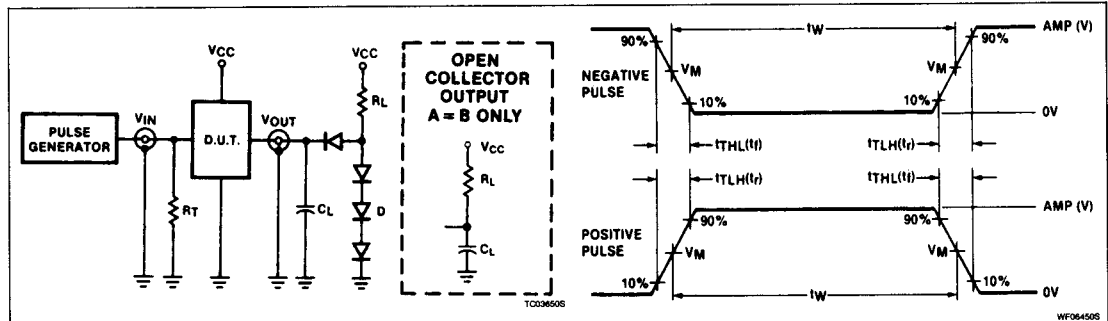 VCC
VCC
RL
VIN
VOUT
PULSE
GENERATOR
D.U.T.
RT
CL
D
OPEN
COLLECTOR
OUTPUT
A = B ONLY
VCC
RL
CL
TC03650S
90%
tW
90%
AMP (V)
NEGATIVE
PULSE
VM
VM
10%
10%
0V
tTHL(tf)
tTLH(tr)
tTLH(tr)
tTHL(tf)
AMP (V)
90%
90%
POSITIVE
PULSE
VM
VM
10%
10%
tW
0V
WF06450S